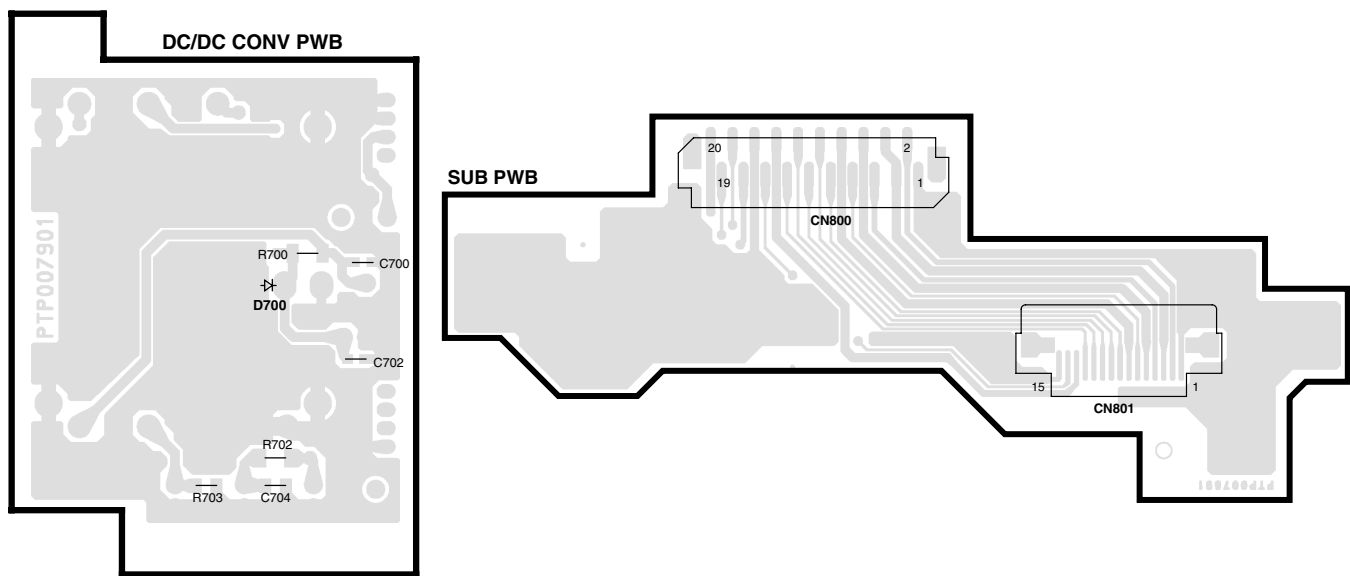 DC/DC CONV PWB
PTP007901
R700
C700
D700
C702
R702
R703
C704
SUB PWB
20
2
19
1
CN800
15
1
CN801
PTP007801